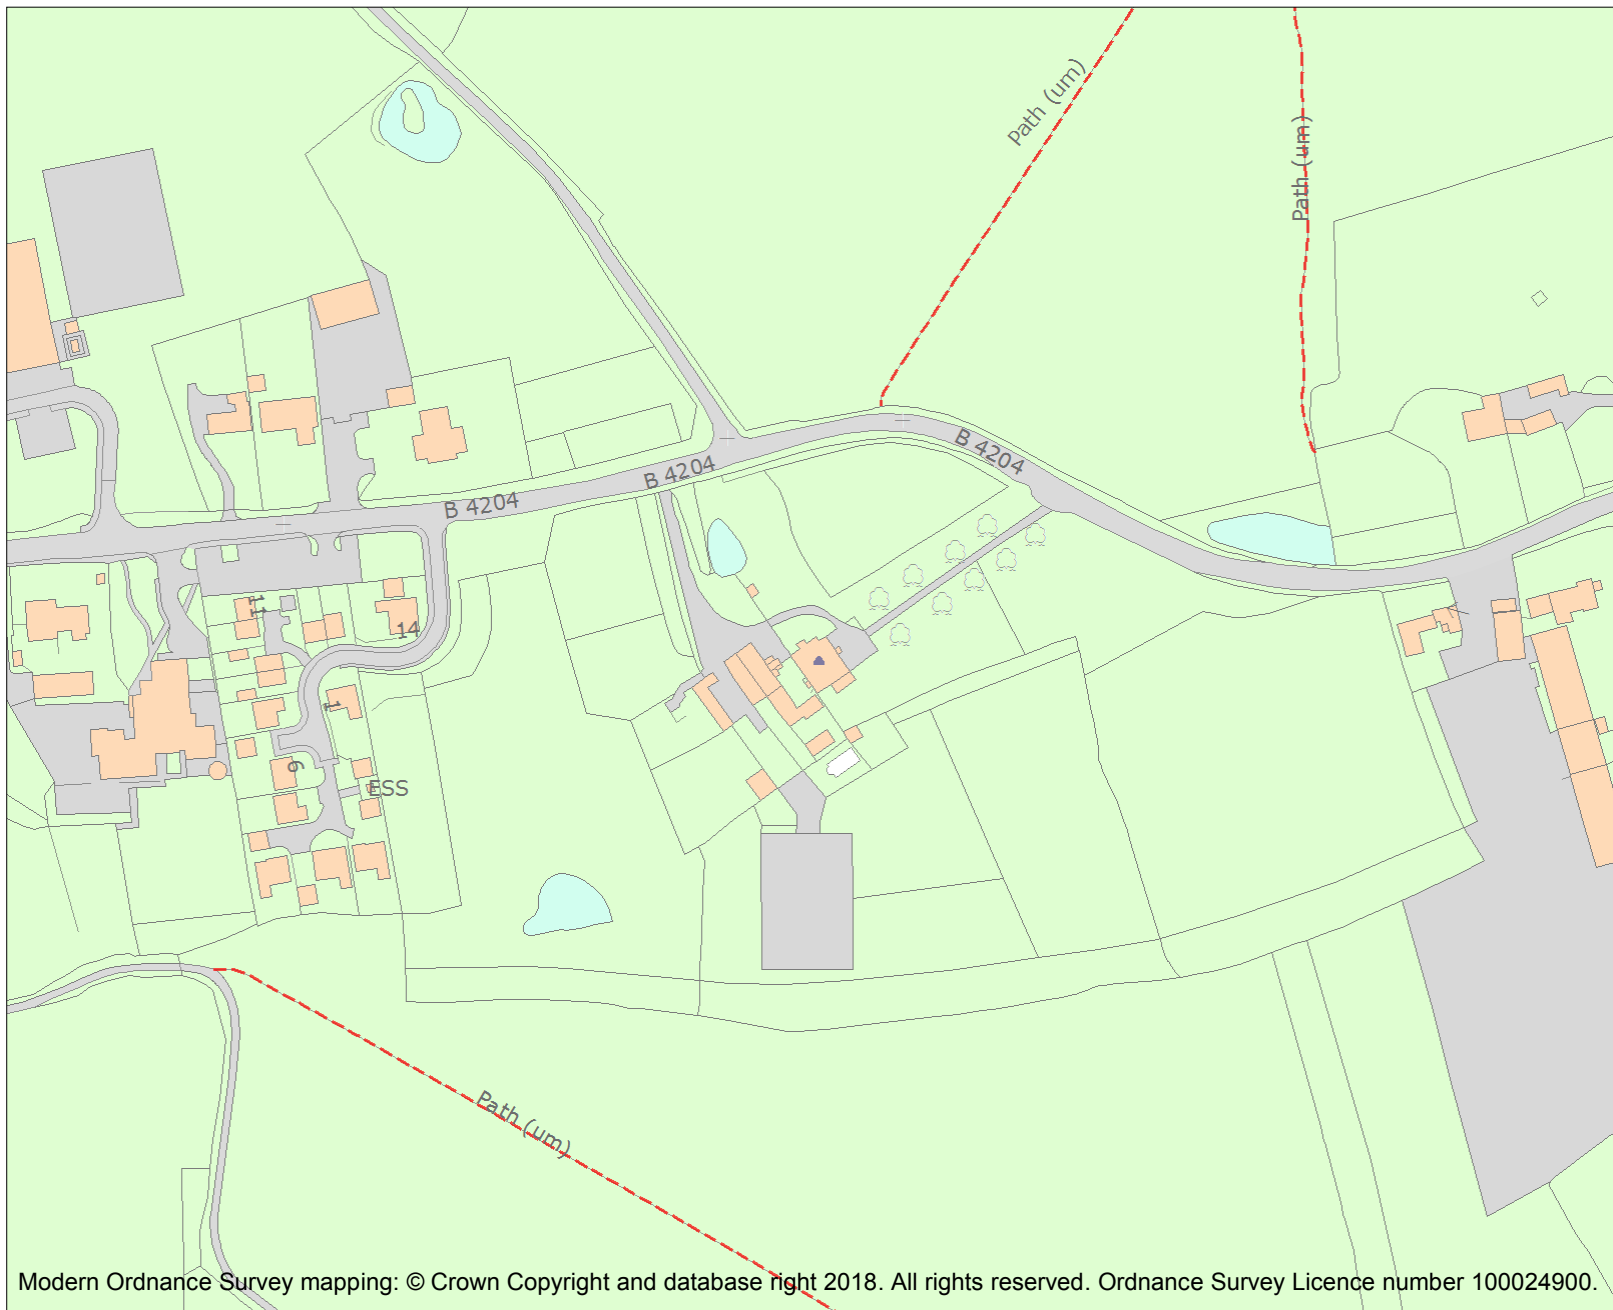 Path (um)
Path (um)
B 4204
B 4204
B 4204
11
14
1
6
ESS
Path (um)
Modern Ordnance Survey mapping: © Crown Copyright and database right 2018. All rights reserved. Ordnance Survey Licence number 100024900.